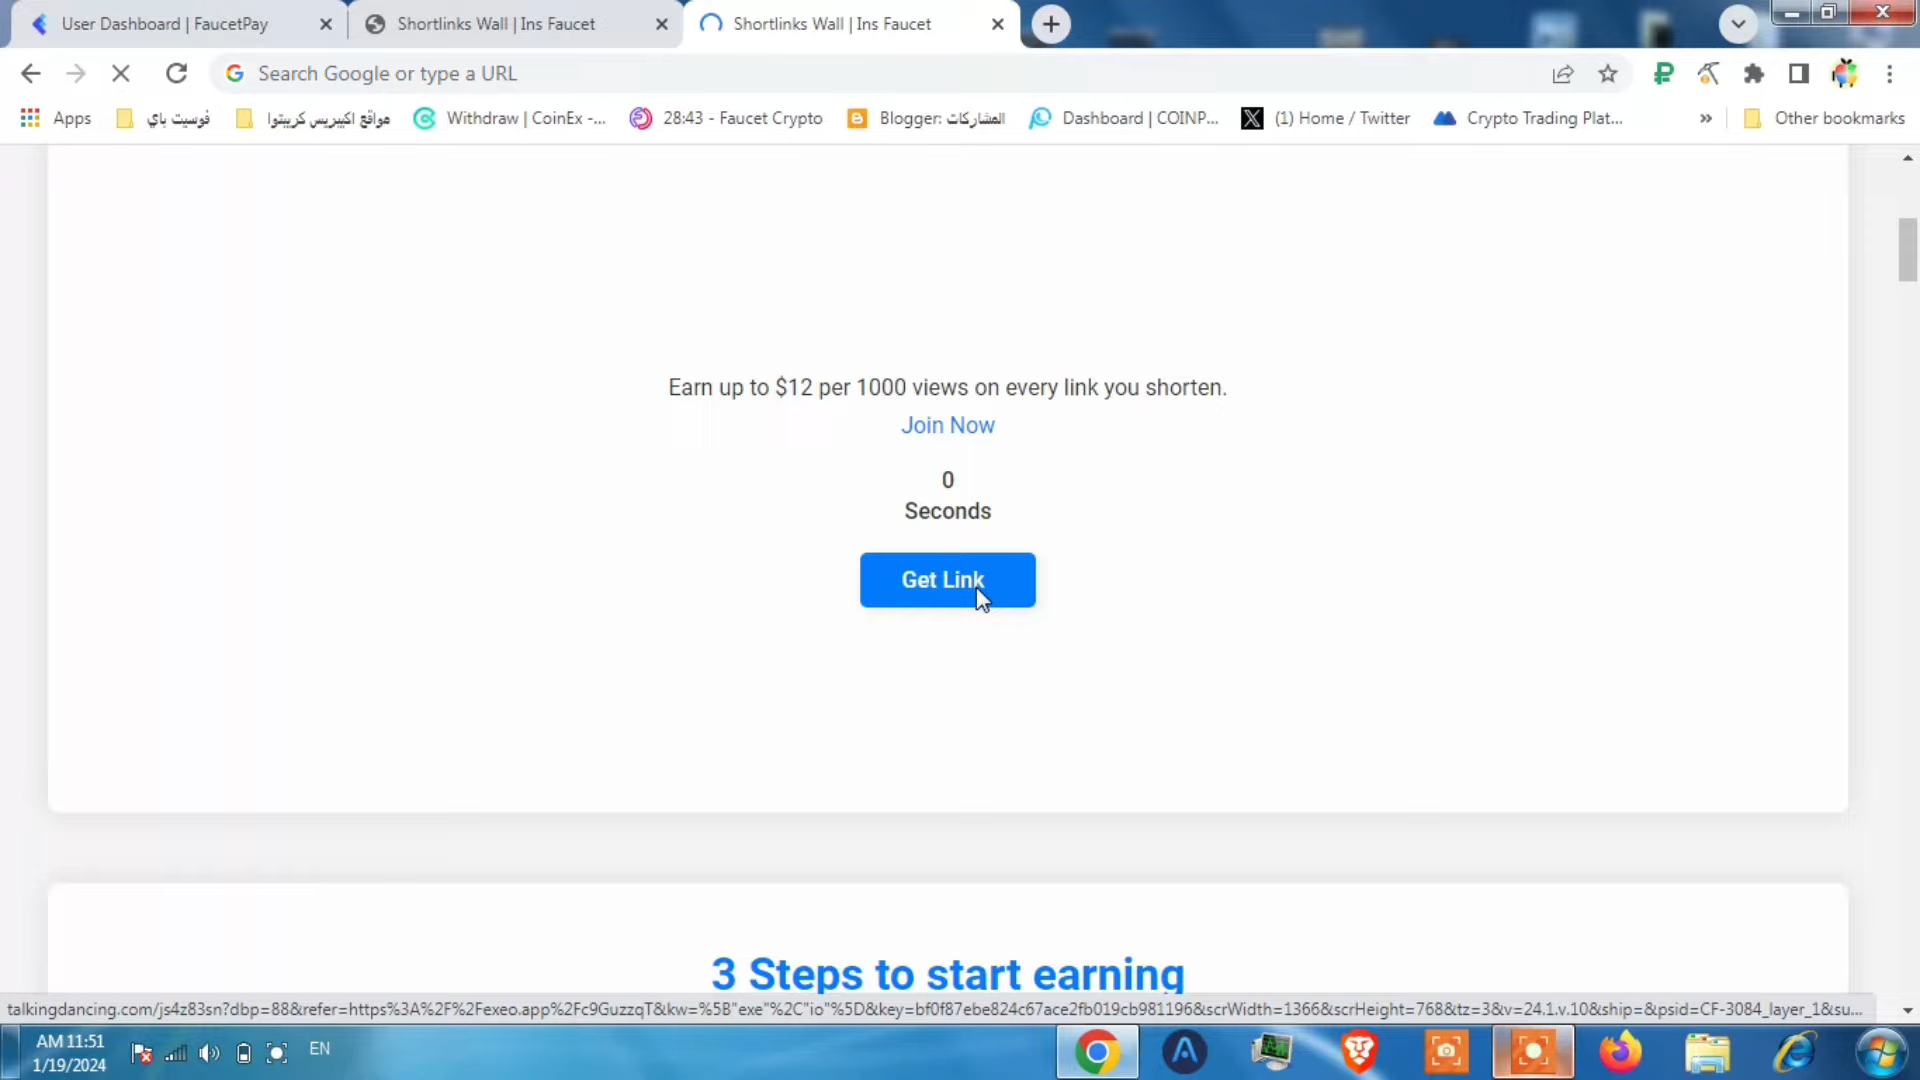 User Dashboard | FaucetPay
Shortlinks Wall | Ins Faucet
Shortlinks Wall | Ins Faucet
Search Google or type a URL
Apps
فوسيت باي
مواقع اكبيريس كريبتوا
Withdraw | CoinEx -...
28:43 - Faucet Crypto
Blogger: المشاركات
Dashboard | COINP...
(1) Home / Twitter
Crypto Trading Plat...
»
Other bookmarks
Earn up to $12 per 1000 views on every link you shorten.
Join Now
0
Seconds
Get Link
3 Steps to start earning
talkingdancing.com/js4z83sn?dbp=88&refer=https%3A%2F%2Fexeo.app%2Fc9GuzzqT&kw=%5B"exe"%2C"io"%5D&key=bf0f87ebe824c67ace2fb019cb981196&scrWidth=1366&scrHeight=768&tz=3&v=24.1.v.10&ship=&psid=CF-3084_layer_1&su...
AM 11:51
1/19/2024
EN